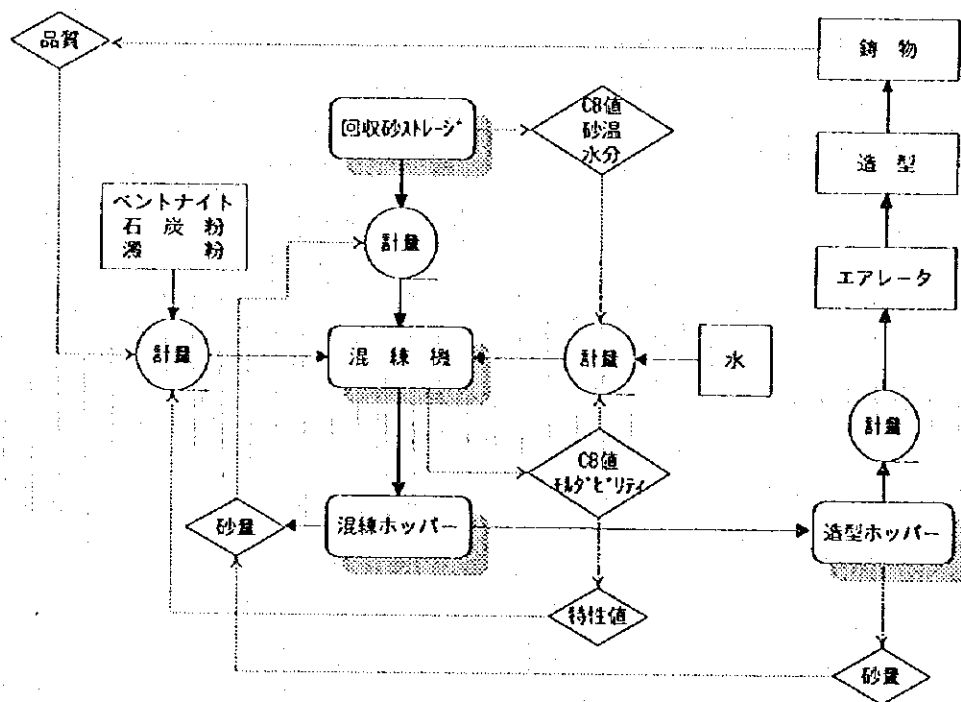 品質
鋳物
回収砂ストレージ
CB値
砂温
水分
造型
ベントナイト
石炭粉
澱粉
計量
エアレータ
計量
混練機
計量
水
計量
CB値
モルダビリティ
砂量
混練ホッパー
造型ホッパー
特性値
砂量